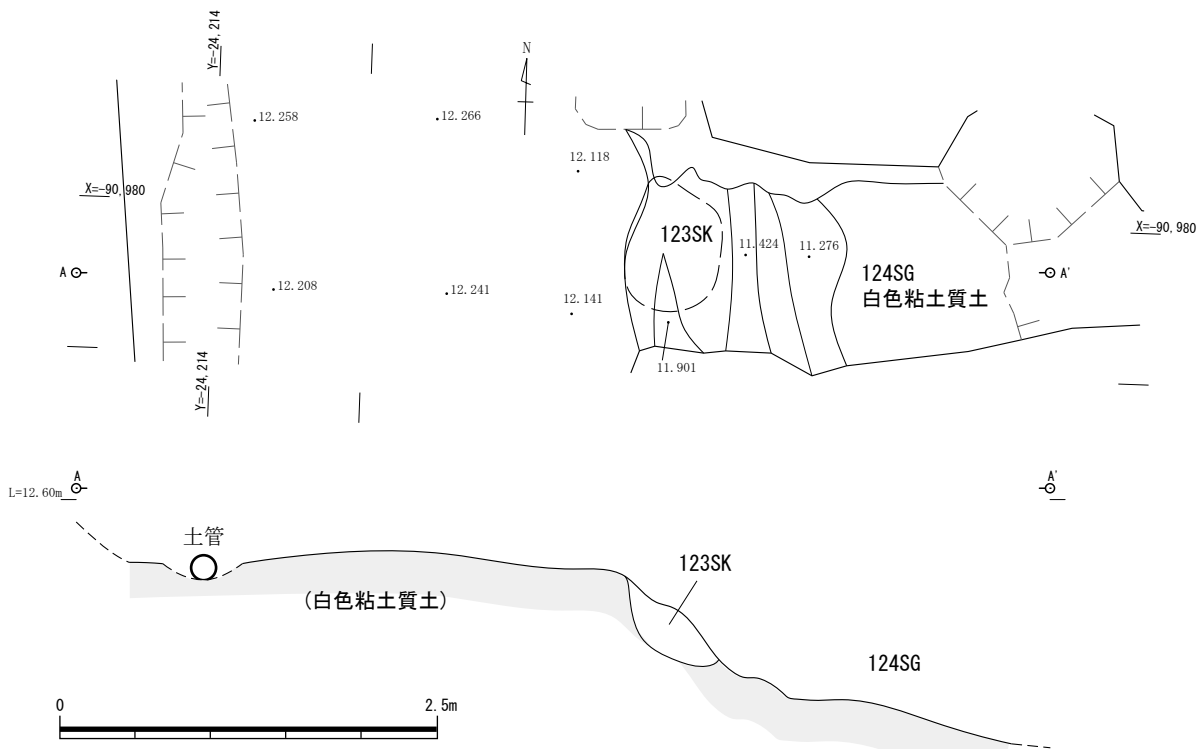 Y=-24,214
N
12.258
12.266
12.118
X=-90,980
123SK
11.424
11.276
X=-90,980
A
A'
124SG
白色粘土質土
12.208
12.241
12.141
11.901
Y=-24,214
A
A'
L=12.60m
土管
123SK
(白色粘土質土)
124SG
0
2.5m